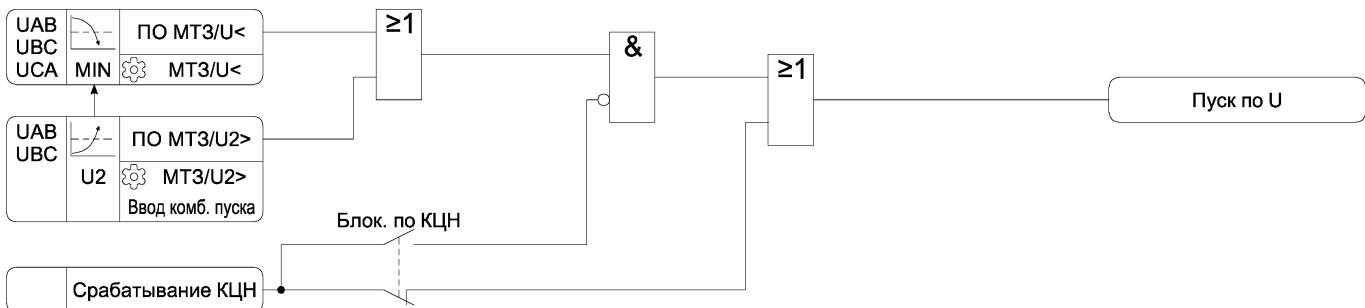 UAB
UBC
UCA
MIN
ПО МТЗ/U<
МТЗ/U<
≥1
&
≥1
Пуск по U
UAB
UBC
U2
ПО МТЗ/U2>
МТЗ/U2>
Ввод комб. пуска
Блок. по КЦН
Срабатывание КЦН